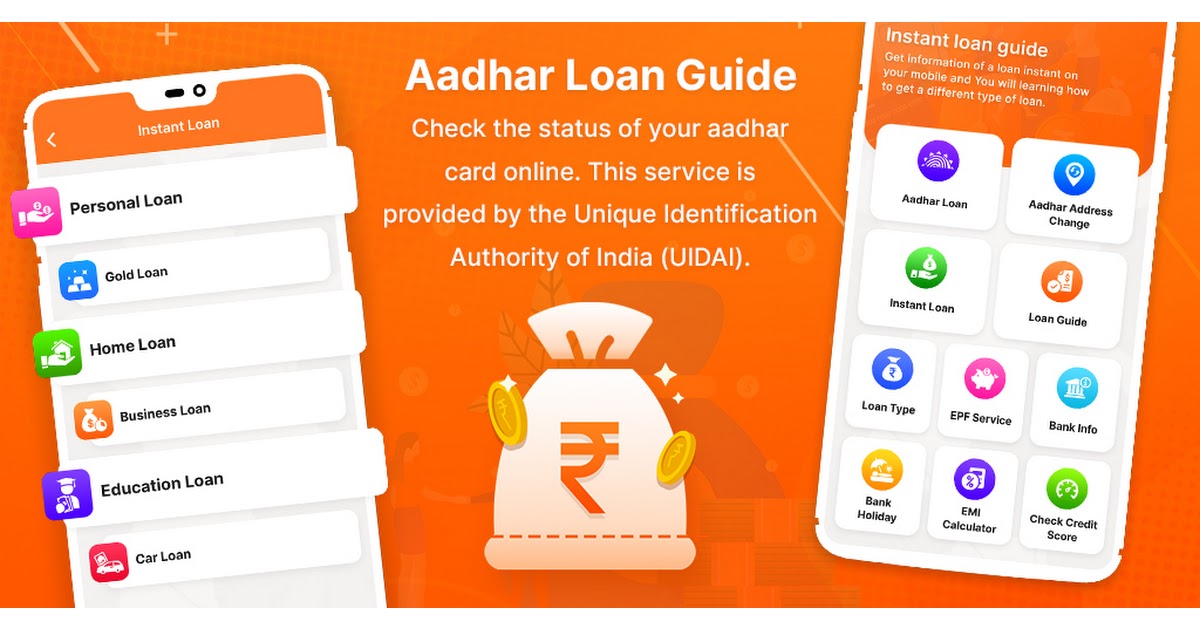 Instant Loan
Personal Loan
Gold Loan
Home Loan
Business Loan
Education Loan
Car Loan
Aadhar Loan Guide
Check the status of your aadhar
card online. This service is
provided by the Unique Identification
Authority of India (UIDAI).
₹
Instant loan guide
Get information of a loan instant on
your mobile and You will learning how
to get a different type of loan.
Aadhar Loan
Aadhar Address
Change
Instant Loan
Loan Guide
Loan Type
EPF Service
Bank Info
Bank
Holiday
EMI
Calculator
Check Credit
Score